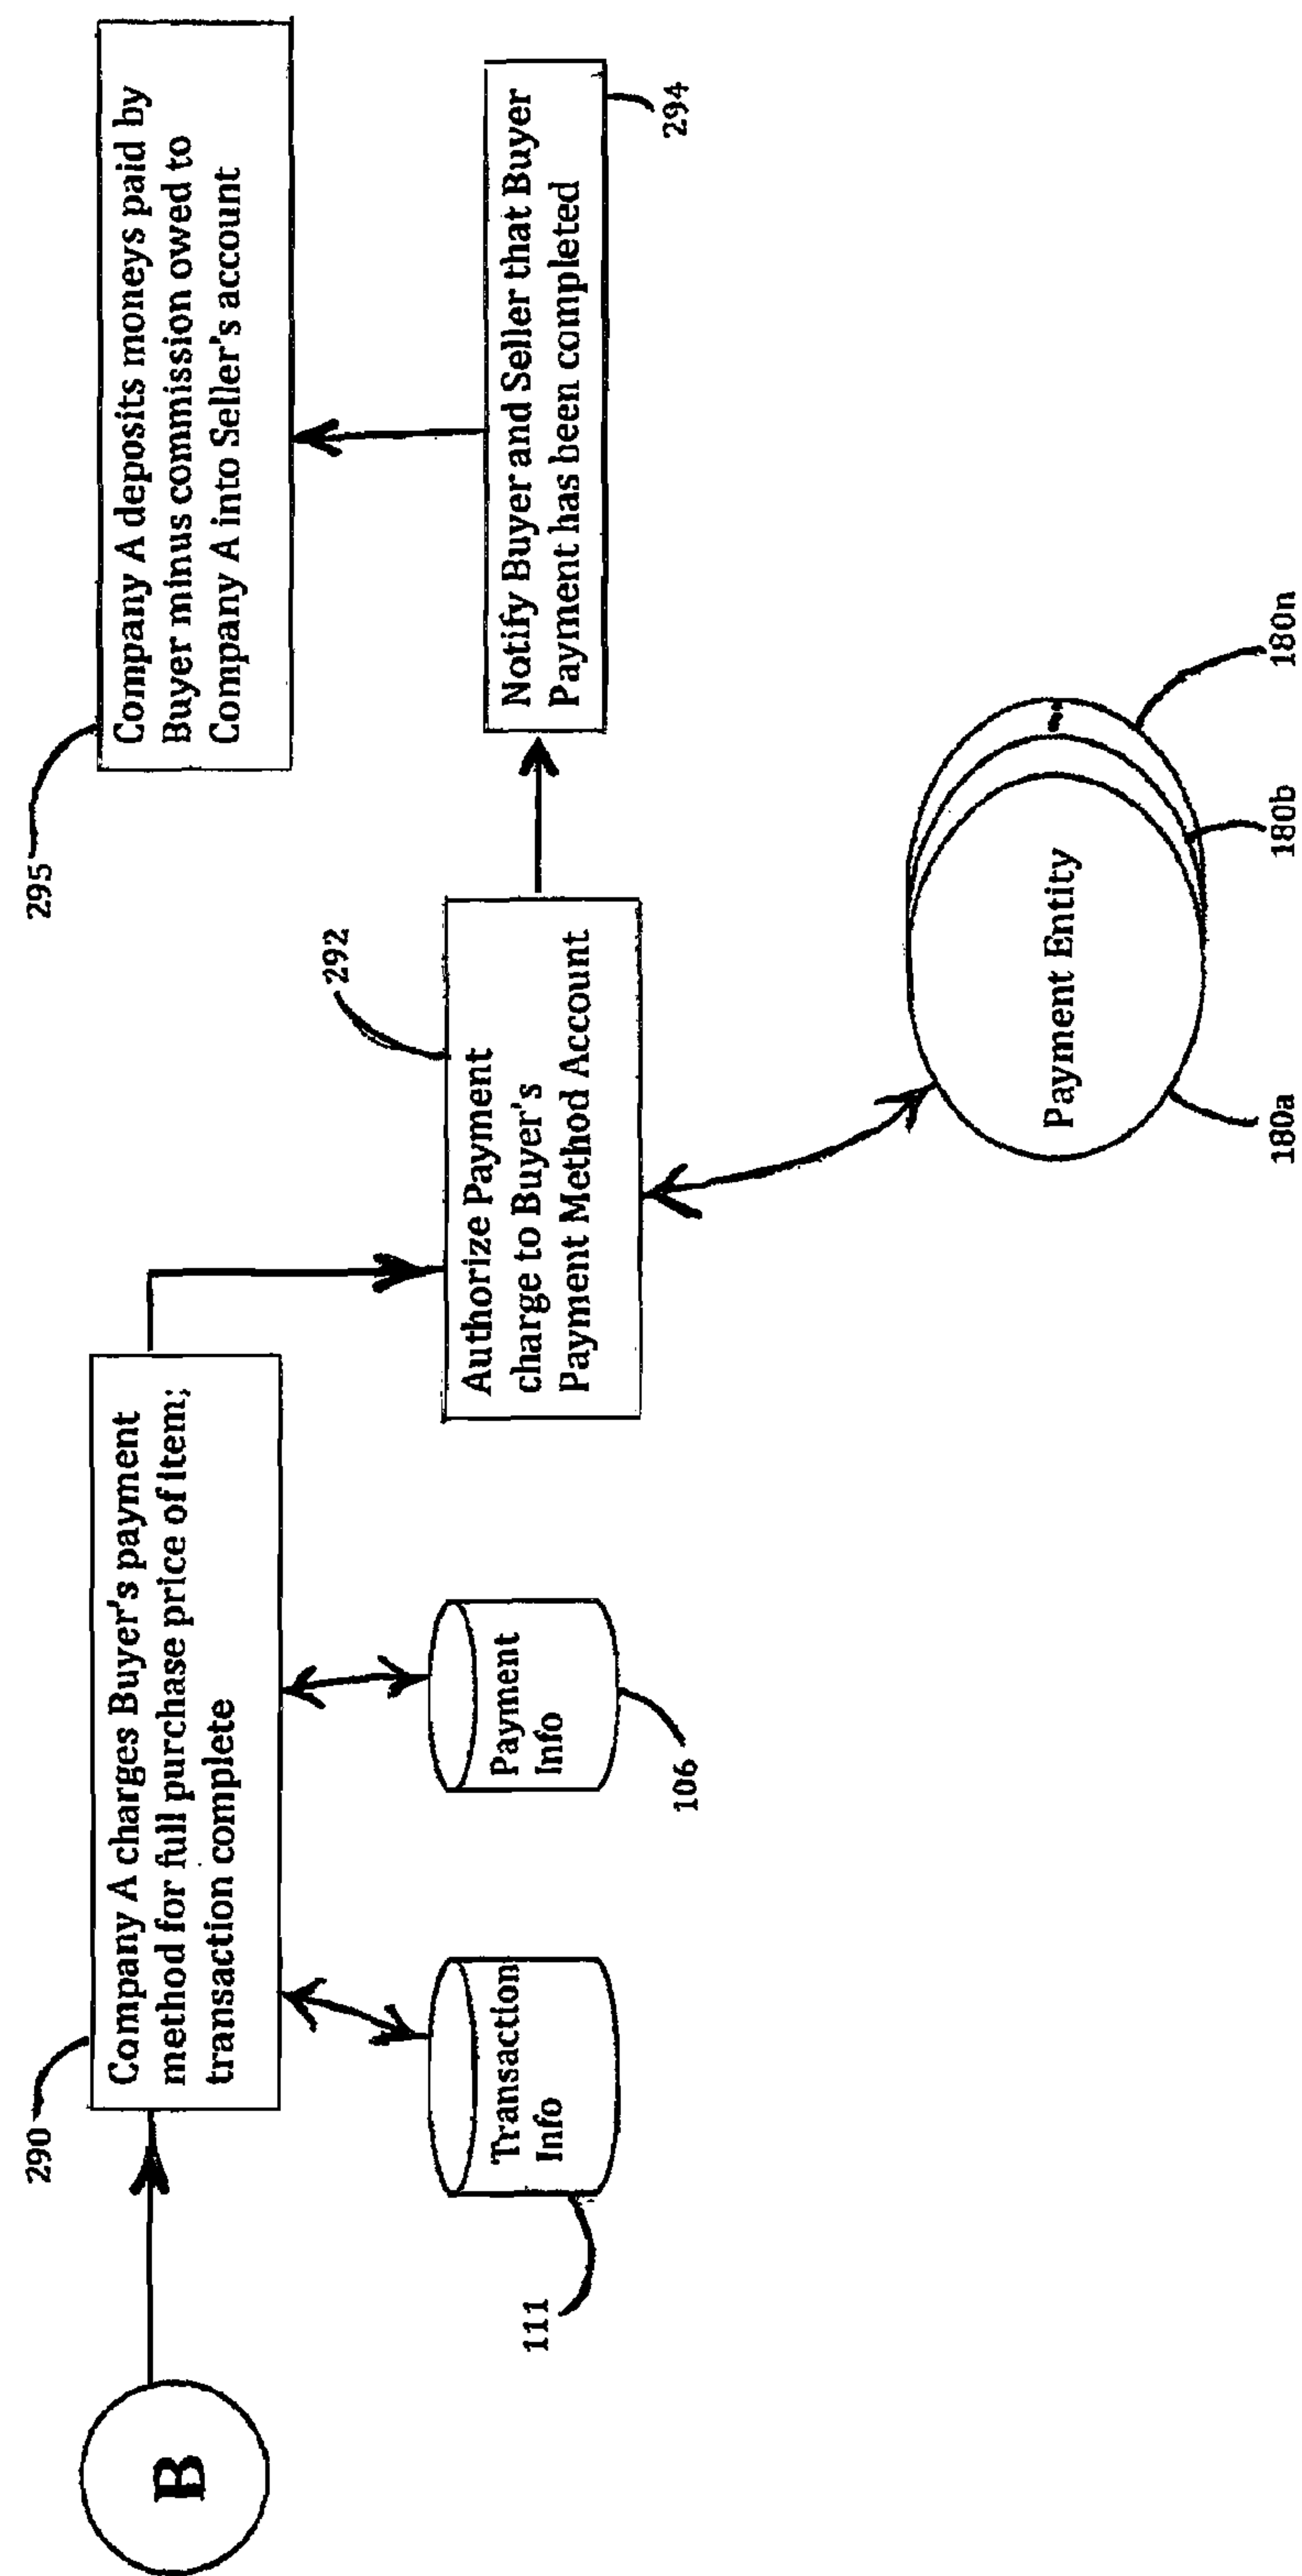 B
290
Company A charges Buyer's payment
method for full purchase price of item;
transaction complete
Transaction
Info
111
Payment
Info
106
292
Authorize Payment
charge to Buyer's
Payment Method Account
Payment Entity
180a
180b
180n
Notify Buyer and Seller that Buyer
Payment has been completed
294
295
Company A deposits moneys paid by
Buyer minus commission owed to
Company A into Seller's account